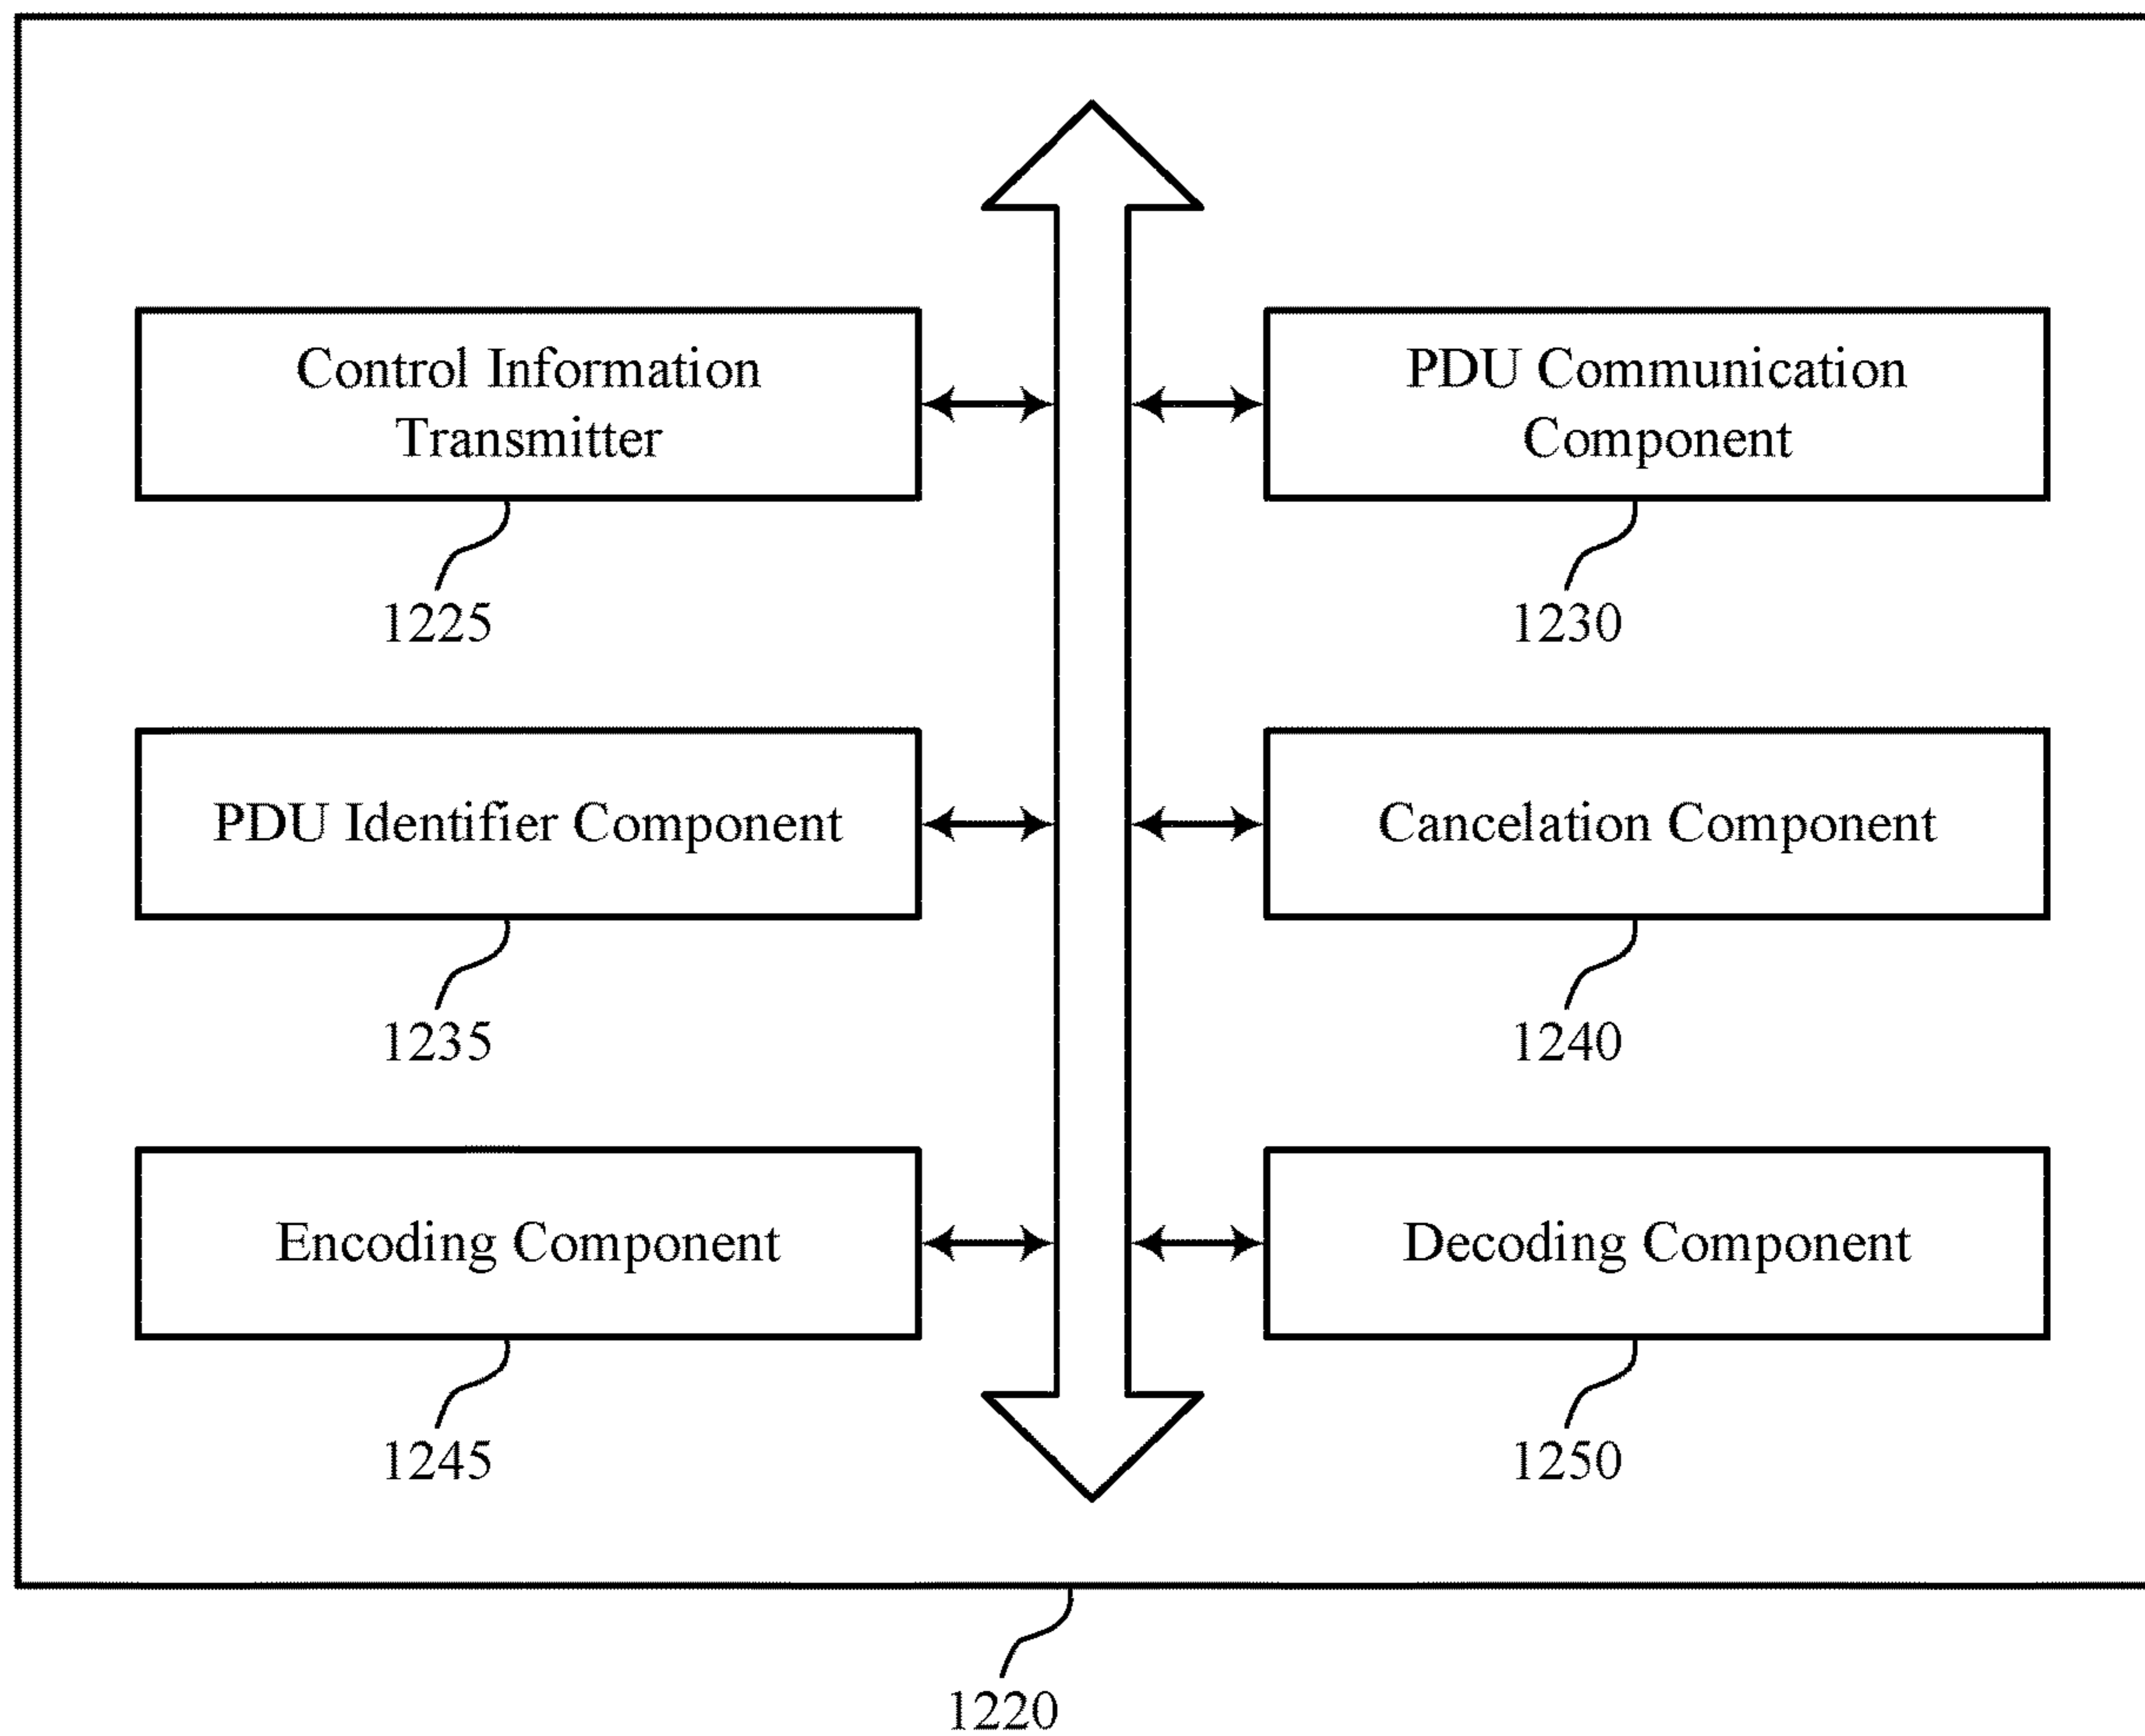 Control Information
Transmitter
1225
PDU Communication
Component
1230
PDU Identifier Component
1235
Cancelation Component
1240
Encoding Component
1245
Decoding Component
1250
1220